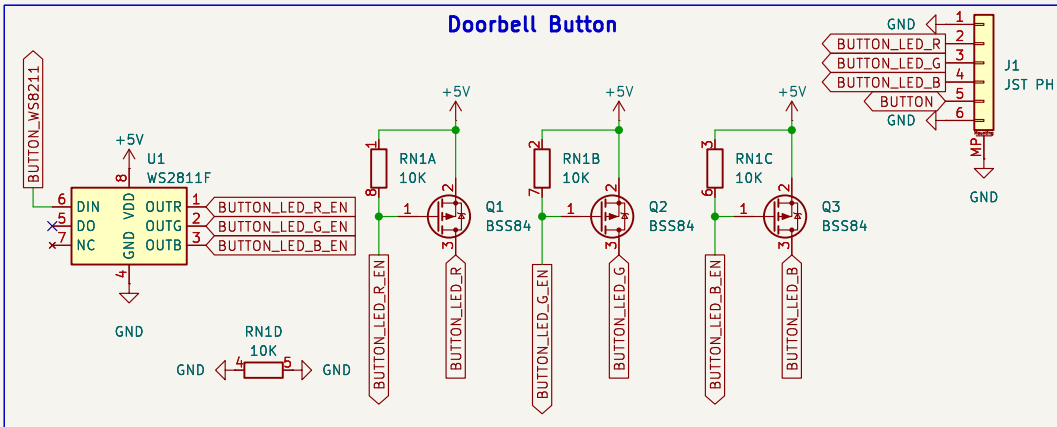 Doorbell Button
GND
1
BUTTON_LED_R
2
BUTTON_LED_G
3
BUTTON_LED_B
4
BUTTON
5
GND
6
J1
JST PH
MP
GND
BUTTON_WS8211
+5V
8
U1
WS2811F
6
DIN
VDD
OUTR
1
BUTTON_LED_R_EN
5
DO
OUTG
2
BUTTON_LED_G_EN
7
NC
GND
OUTB
3
BUTTON_LED_B_EN
4
GND
RN1D
10K
GND
4
5
GND
+5V
1
RN1A
10K
8
2
1
Q1
BSS84
3
BUTTON_LED_R_EN
BUTTON_LED_R
+5V
2
RN1B
10K
7
2
1
Q2
BSS84
3
BUTTON_LED_G_EN
BUTTON_LED_G
+5V
3
RN1C
10K
6
2
1
Q3
BSS84
3
BUTTON_LED_B_EN
BUTTON_LED_B